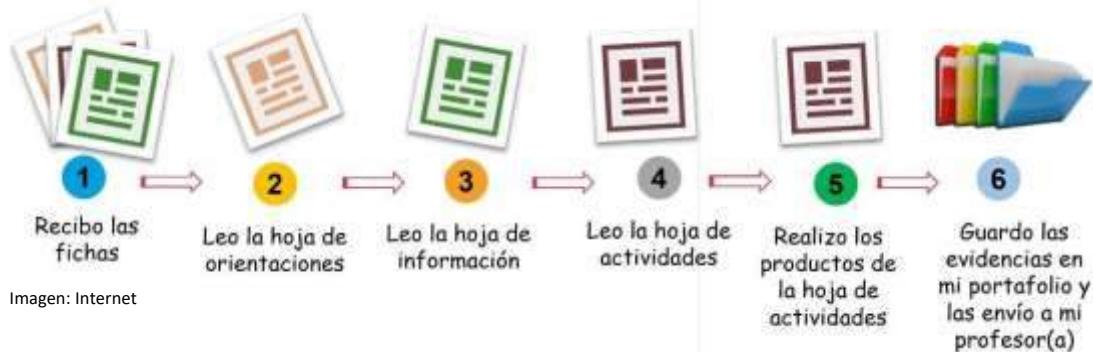 1
Recibo las
fichas
2
Leo la hoja de
orientaciones
3
Leo la hoja de
información
4
Leo la hoja de
actividades
5
Realizo los
productos de
la hoja de
actividades
6
Guardo las
evidencias en
mi portafolio y
las envío a mi
profesor(a)
Imagen: Internet